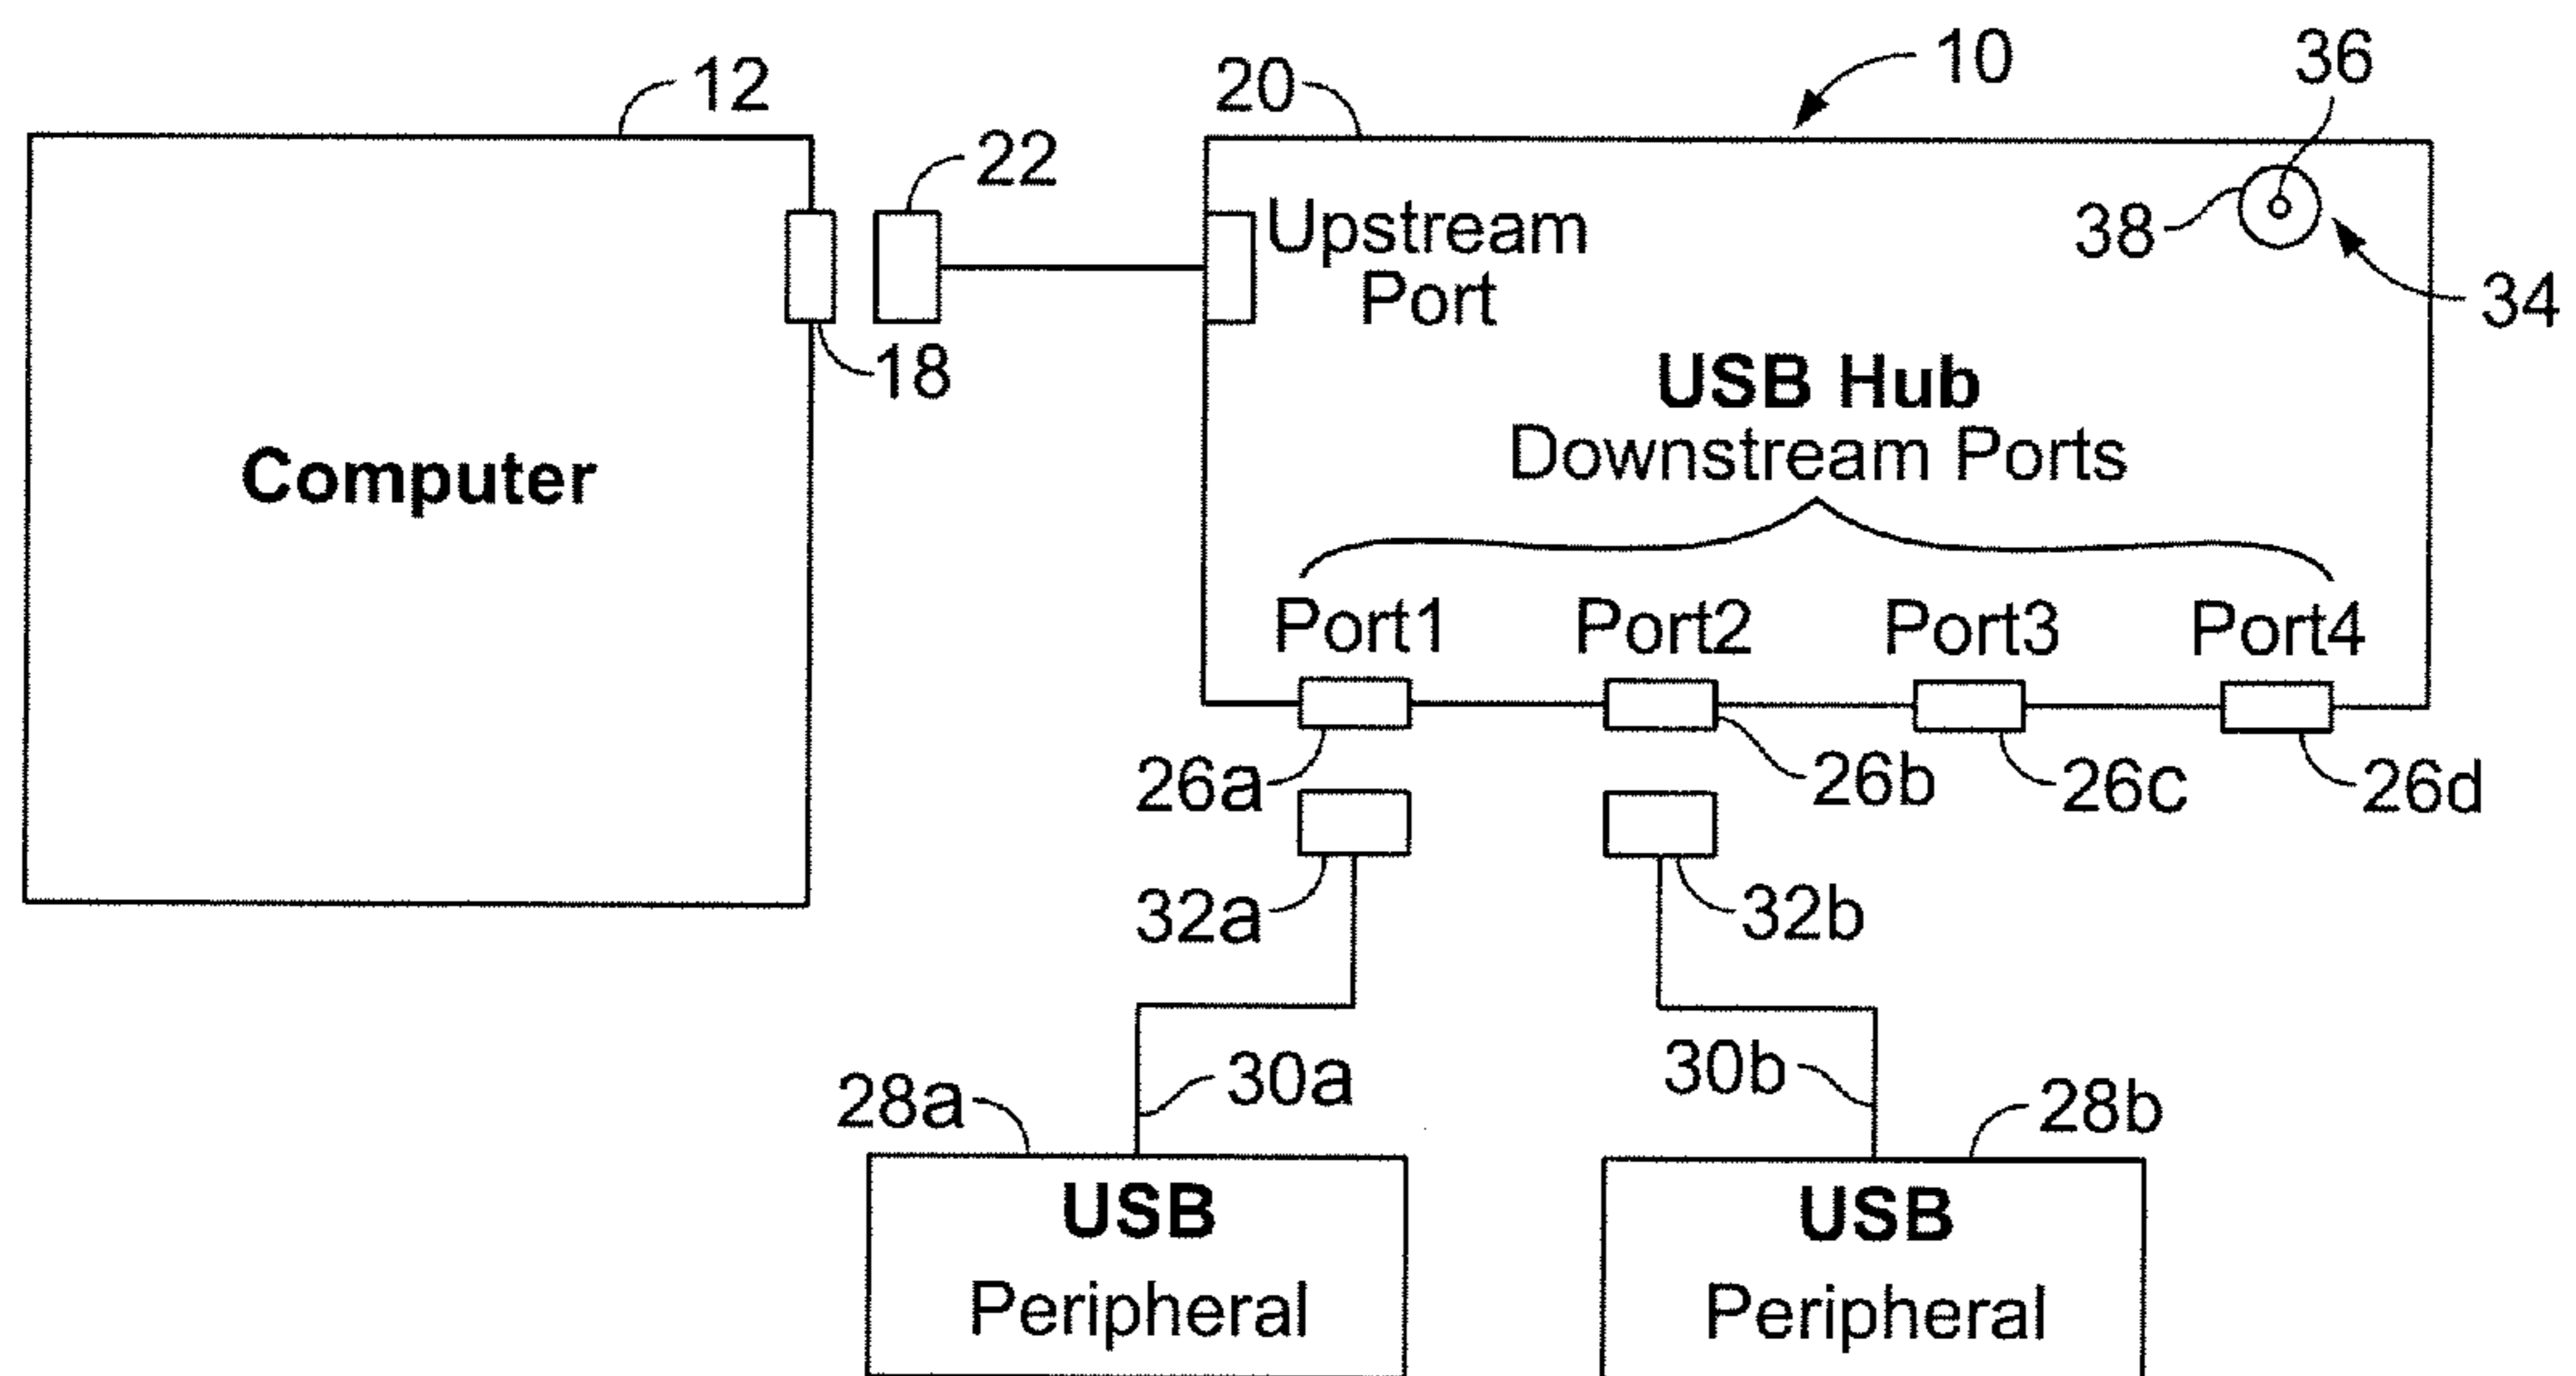 12
22
18
Computer
20
10
36
38
34
Upstream
Port
USB Hub
Downstream Ports
Port1 Port2 Port3 Port4
26a 26b 26c 26d
32a 32b
30a 30b
28a 28b
USB
Peripheral
USB
Peripheral